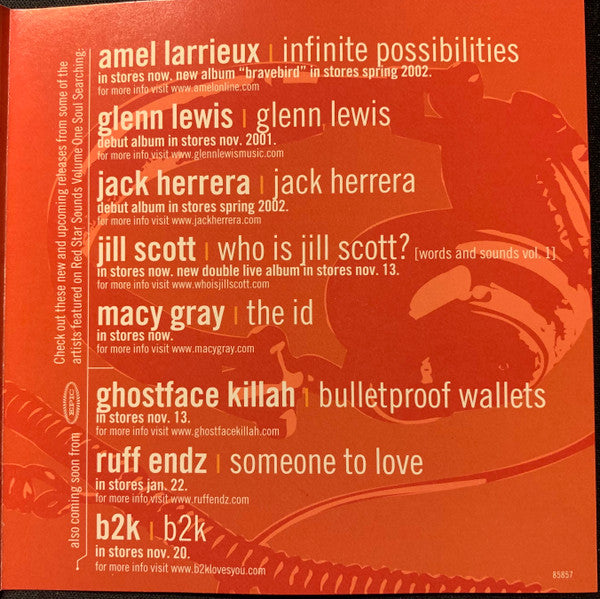 Check out these new and upcoming releases from some of the
artists featured on Red Star Sounds Volume One Soul Searching.
amel larrieux | infinite possibilities
in stores now. new album "bravebird" in stores spring 2002.
for more info visit www.amelonline.com
glenn lewis | glenn lewis
debut album in stores nov. 2001.
for more info visit www.glennlewismusic.com
jack herrera | jack herrera
debut album in stores spring 2002.
for more info visit www.jackherrera.com
jill scott | who is jill scott? [words and sounds vol. 1]
in stores now. new double live album in stores nov. 13.
for more info visit www.whoisjillscott.com
macy gray | the id
in stores now.
for more info visit www.macygray.com
also coming soon from EPIC
ghostface killah | bulletproof wallets
in stores nov. 13.
for more info visit www.ghostfacekillah.com
ruff endz | someone to love
in stores jan. 22.
for more info visit www.ruffendz.com
b2k | b2k
in stores nov. 20.
for more info visit www.b2klovesyou.com
85857